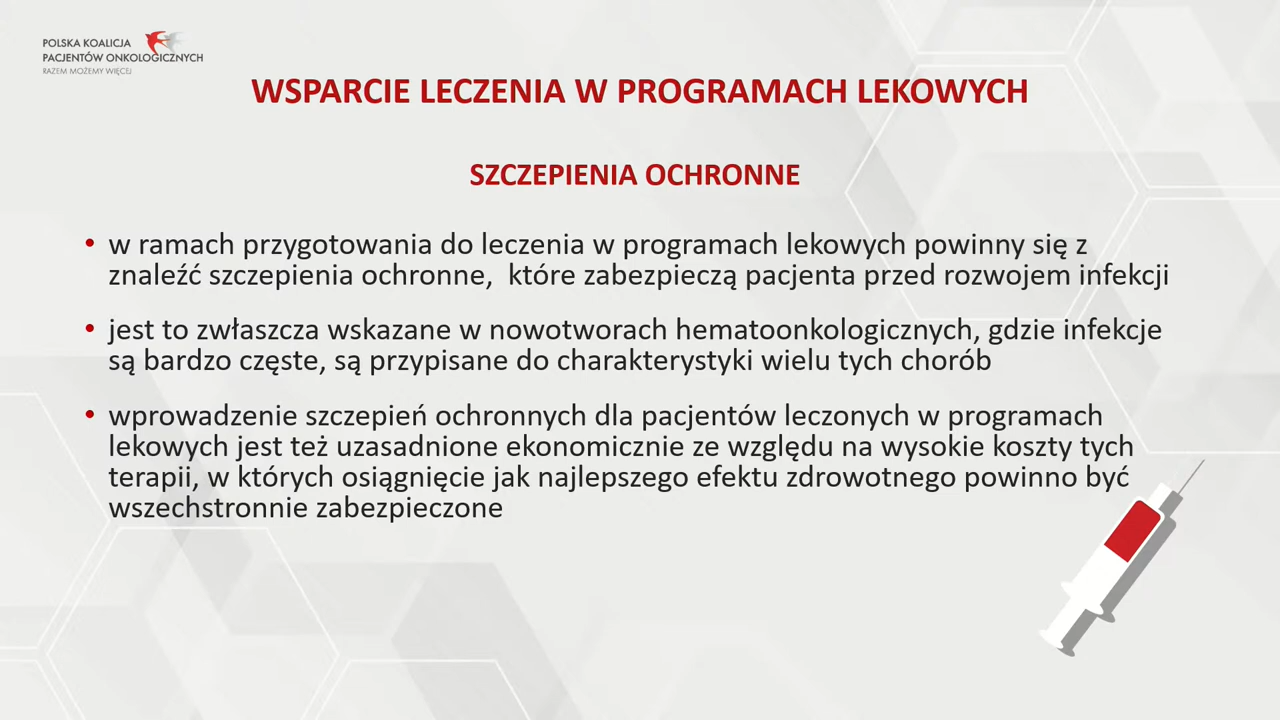 POLSKA KOALICJA
PACJENTÓW ONKOLOGICZNYCH
RAZEM MOŻEMY WIĘCEJ
WSPARCIE LECZENIA W PROGRAMACH LEKOWYCH
SZCZEPIENIA OCHRONNE
• w ramach przygotowania do leczenia w programach lekowych powinny się z
znaleźć szczepienia ochronne,  które zabezpieczą pacjenta przed rozwojem infekcji
• jest to zwłaszcza wskazane w nowotworach hematoonkologicznych, gdzie infekcje
są bardzo częste, są przypisane do charakterystyki wielu tych chorób
• wprowadzenie szczepień ochronnych dla pacjentów leczonych w programach
lekowych jest też uzasadnione ekonomicznie ze względu na wysokie koszty tych
terapii, w których osiągnięcie jak najlepszego efektu zdrowotnego powinno być
wszechstronnie zabezpieczone